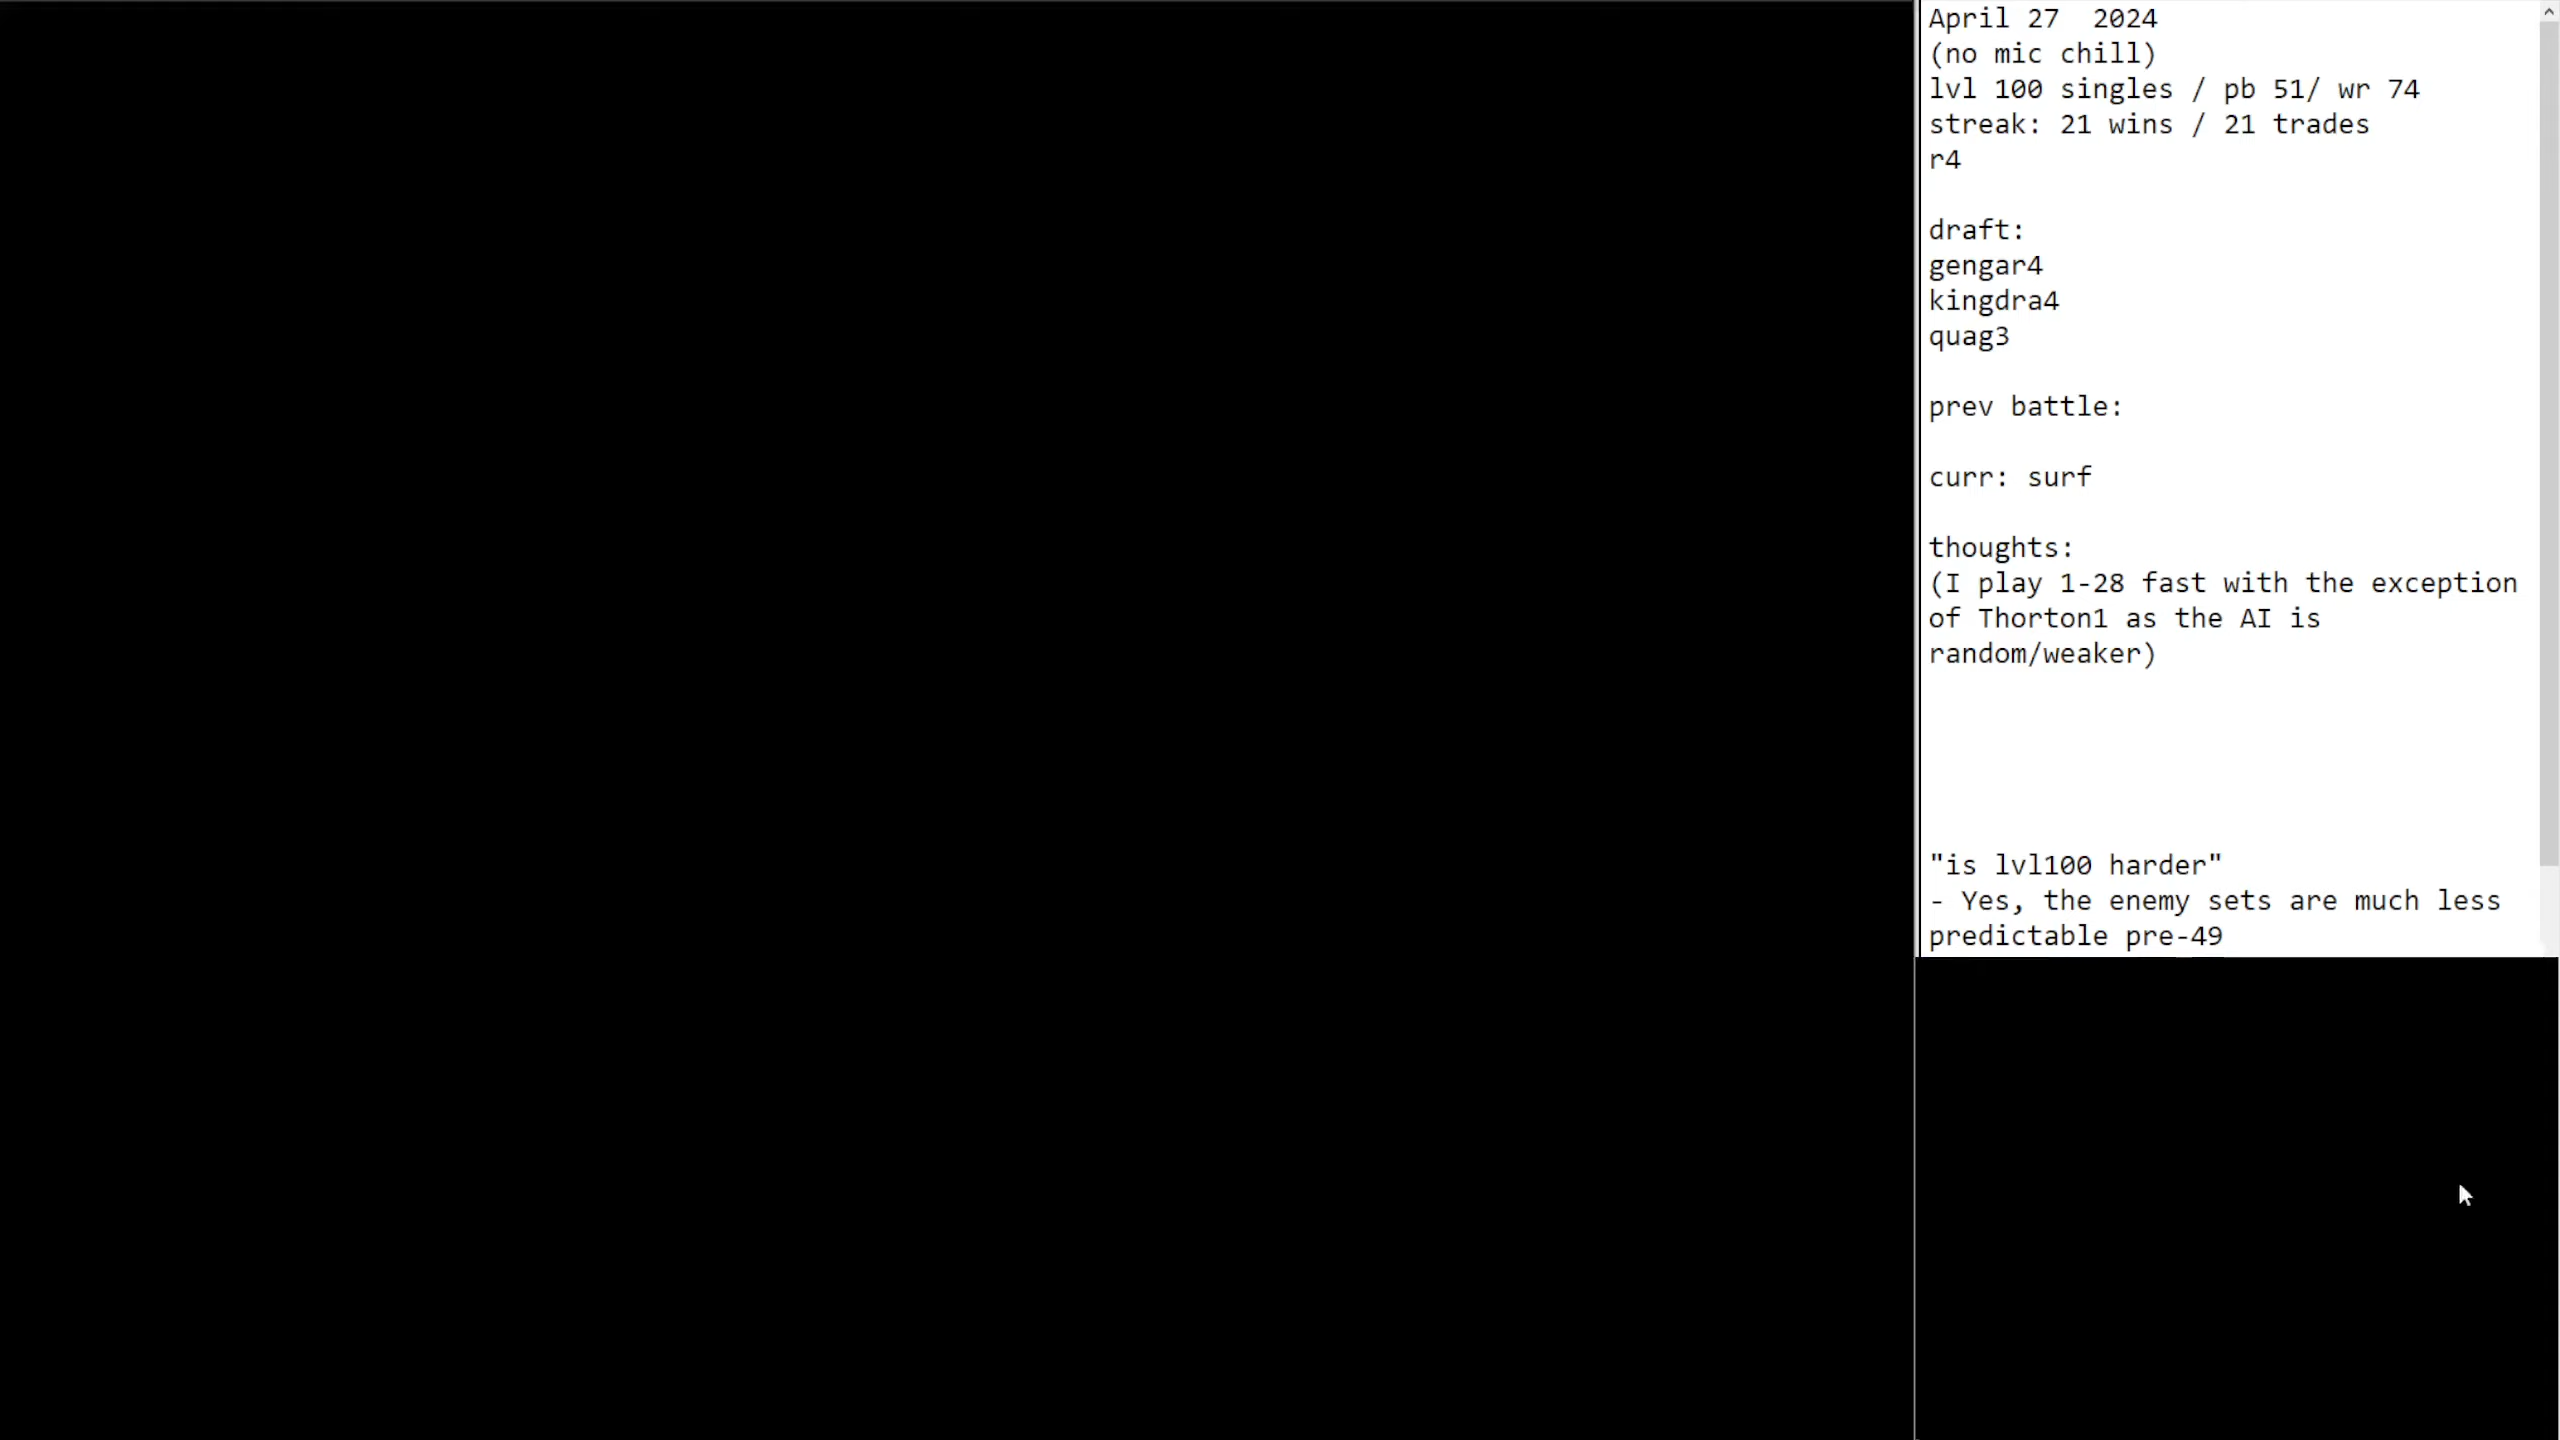 April 27  2024
(no mic chill)
lvl 100 singles / pb 51/ wr 74
streak: 21 wins / 21 trades
r4
draft:
gengar4
kingdra4
quag3
prev battle:
curr: surf
thoughts:
(I play 1-28 fast with the exception
of Thorton1 as the AI is
random/weaker)
"is lvl100 harder"
- Yes, the enemy sets are much less
predictable pre-49